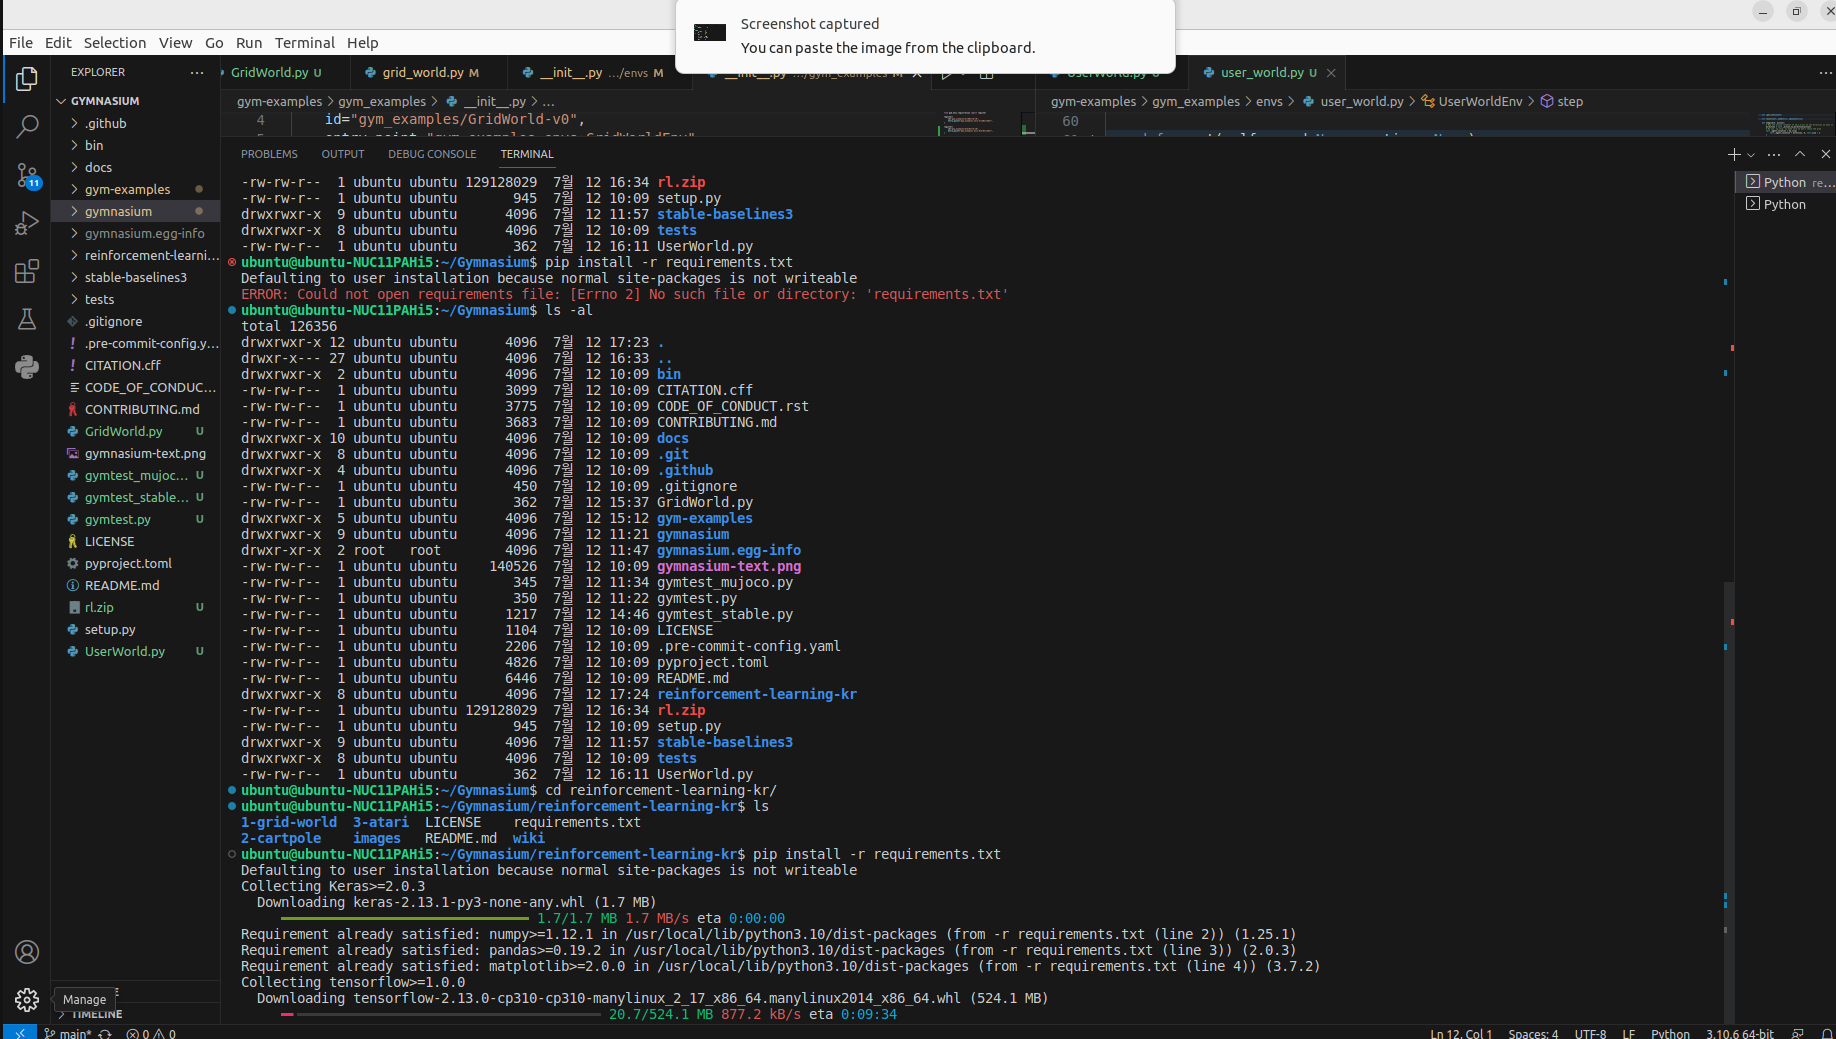 Screenshot captured
You can paste the image from the clipboard.
File Edit Selection View Go Run Terminal Help
EXPLORER ...
GridWorld.py U
grid_world.py M
__init__.py .../envs M
__init__.py .../gym_examples M
UserWorld.py U
user_world.py U
GYMNASIUM
gym-examples > gym_examples > __init__.py > ...
gym-examples > gym_examples > envs > user_world.py > UserWorldEnv > step
4 id="gym_examples/GridWorld-v0",
60
.github
bin
docs
gym-examples
gymnasium
gymnasium.egg-info
reinforcement-learni...
stable-baselines3
tests
.gitignore
.pre-commit-config.y...
CITATION.cff
CODE_OF_CONDUC...
CONTRIBUTING.md
GridWorld.py U
gymnasium-text.png
gymtest_mujoc... U
gymtest_stable... U
gymtest.py U
LICENSE
pyproject.toml
README.md
rl.zip U
setup.py
UserWorld.py U
11
PROBLEMS OUTPUT DEBUG CONSOLE TERMINAL
Python re...
Python
-rw-rw-r-- 1 ubuntu ubuntu 129128029 7월 12 16:34 rl.zip
-rw-rw-r-- 1 ubuntu ubuntu 945 7월 12 10:09 setup.py
drwxrwxr-x 9 ubuntu ubuntu 4096 7월 12 11:57 stable-baselines3
drwxrwxr-x 8 ubuntu ubuntu 4096 7월 12 10:09 tests
-rw-rw-r-- 1 ubuntu ubuntu 362 7월 12 16:11 UserWorld.py
ubuntu@ubuntu-NUC11PAHi5:~/Gymnasium$ pip install -r requirements.txt
Defaulting to user installation because normal site-packages is not writeable
ERROR: Could not open requirements file: [Errno 2] No such file or directory: 'requirements.txt'
ubuntu@ubuntu-NUC11PAHi5:~/Gymnasium$ ls -al
total 126356
drwxrwxr-x 12 ubuntu ubuntu 4096 7월 12 17:23 .
drwxr-x--- 27 ubuntu ubuntu 4096 7월 12 16:33 ..
drwxrwxr-x 2 ubuntu ubuntu 4096 7월 12 10:09 bin
-rw-rw-r-- 1 ubuntu ubuntu 3099 7월 12 10:09 CITATION.cff
-rw-rw-r-- 1 ubuntu ubuntu 3775 7월 12 10:09 CODE_OF_CONDUCT.rst
-rw-rw-r-- 1 ubuntu ubuntu 3683 7월 12 10:09 CONTRIBUTING.md
drwxrwxr-x 10 ubuntu ubuntu 4096 7월 12 10:09 docs
drwxrwxr-x 8 ubuntu ubuntu 4096 7월 12 10:09 .git
drwxrwxr-x 4 ubuntu ubuntu 4096 7월 12 10:09 .github
-rw-rw-r-- 1 ubuntu ubuntu 450 7월 12 10:09 .gitignore
-rw-rw-r-- 1 ubuntu ubuntu 362 7월 12 15:37 GridWorld.py
drwxrwxr-x 5 ubuntu ubuntu 4096 7월 12 15:12 gym-examples
drwxrwxr-x 9 ubuntu ubuntu 4096 7월 12 11:21 gymnasium
drwxr-xr-x 2 root root 4096 7월 12 11:47 gymnasium.egg-info
-rw-rw-r-- 1 ubuntu ubuntu 140526 7월 12 10:09 gymnasium-text.png
-rw-rw-r-- 1 ubuntu ubuntu 345 7월 12 11:34 gymtest_mujoco.py
-rw-rw-r-- 1 ubuntu ubuntu 350 7월 12 11:22 gymtest.py
-rw-rw-r-- 1 ubuntu ubuntu 1217 7월 12 14:46 gymtest_stable.py
-rw-rw-r-- 1 ubuntu ubuntu 1104 7월 12 10:09 LICENSE
-rw-rw-r-- 1 ubuntu ubuntu 2206 7월 12 10:09 .pre-commit-config.yaml
-rw-rw-r-- 1 ubuntu ubuntu 4826 7월 12 10:09 pyproject.toml
-rw-rw-r-- 1 ubuntu ubuntu 6446 7월 12 10:09 README.md
drwxrwxr-x 8 ubuntu ubuntu 4096 7월 12 17:24 reinforcement-learning-kr
-rw-rw-r-- 1 ubuntu ubuntu 129128029 7월 12 16:34 rl.zip
-rw-rw-r-- 1 ubuntu ubuntu 945 7월 12 10:09 setup.py
drwxrwxr-x 9 ubuntu ubuntu 4096 7월 12 11:57 stable-baselines3
drwxrwxr-x 8 ubuntu ubuntu 4096 7월 12 10:09 tests
-rw-rw-r-- 1 ubuntu ubuntu 362 7월 12 16:11 UserWorld.py
ubuntu@ubuntu-NUC11PAHi5:~/Gymnasium$ cd reinforcement-learning-kr/
ubuntu@ubuntu-NUC11PAHi5:~/Gymnasium/reinforcement-learning-kr$ ls
1-grid-world 3-atari LICENSE requirements.txt
2-cartpole images README.md wiki
ubuntu@ubuntu-NUC11PAHi5:~/Gymnasium/reinforcement-learning-kr$ pip install -r requirements.txt
Defaulting to user installation because normal site-packages is not writeable
Collecting Keras>=2.0.3
Downloading keras-2.13.1-py3-none-any.whl (1.7 MB)
1.7/1.7 MB 1.7 MB/s eta 0:00:00
Requirement already satisfied: numpy>=1.12.1 in /usr/local/lib/python3.10/dist-packages (from -r requirements.txt (line 2)) (1.25.1)
Requirement already satisfied: pandas>=0.19.2 in /usr/local/lib/python3.10/dist-packages (from -r requirements.txt (line 3)) (2.0.3)
Requirement already satisfied: matplotlib>=2.0.0 in /usr/local/lib/python3.10/dist-packages (from -r requirements.txt (line 4)) (3.7.2)
Collecting tensorflow>=1.0.0
Downloading tensorflow-2.13.0-cp310-cp310-manylinux_2_17_x86_64.manylinux2014_x86_64.whl (524.1 MB)
20.7/524.1 MB 877.2 kB/s eta 0:09:34
Manage
TIMELINE
main* 0 0
Ln 12, Col 1 Spaces: 4 UTF-8 LF Python 3.10.6 64-bit